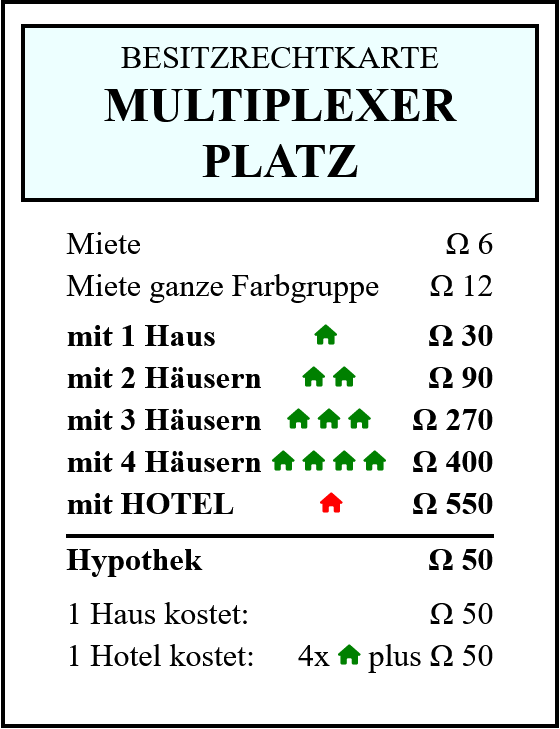 BESITZRECHTKARTE
MULTIPLEXER
PLATZ
Miete Ω 6
Miete ganze Farbgruppe Ω 12
mit 1 Haus Ω 30
mit 2 Häusern Ω 90
mit 3 Häusern Ω 270
mit 4 Häusern Ω 400
mit HOTEL Ω 550
Hypothek Ω 50
1 Haus kostet: Ω 50
1 Hotel kostet: 4x plus Ω 50